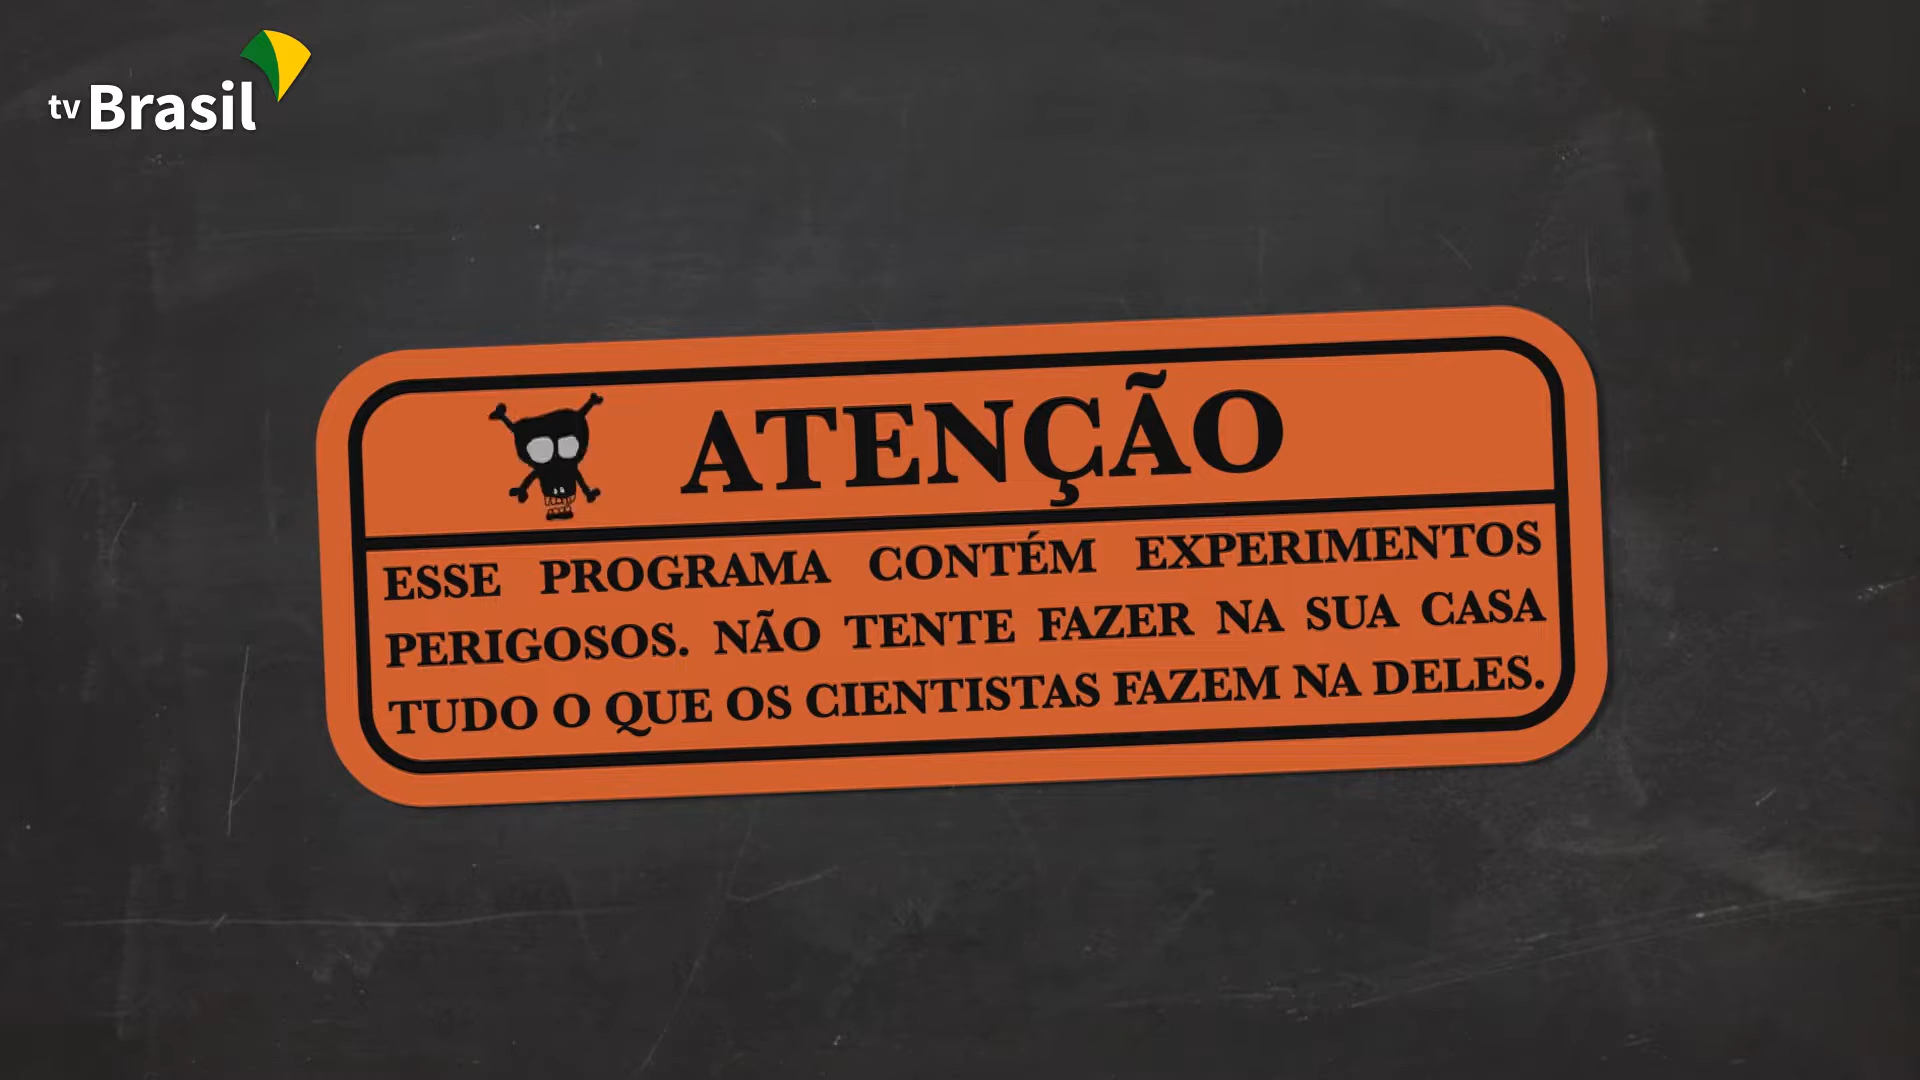 tv Brasil
ATENÇÃO
ESSE PROGRAMA CONTÉM EXPERIMENTOS
PERIGOSOS. NÃO TENTE FAZER NA SUA CASA
TUDO O QUE OS CIENTISTAS FAZEM NA DELES.